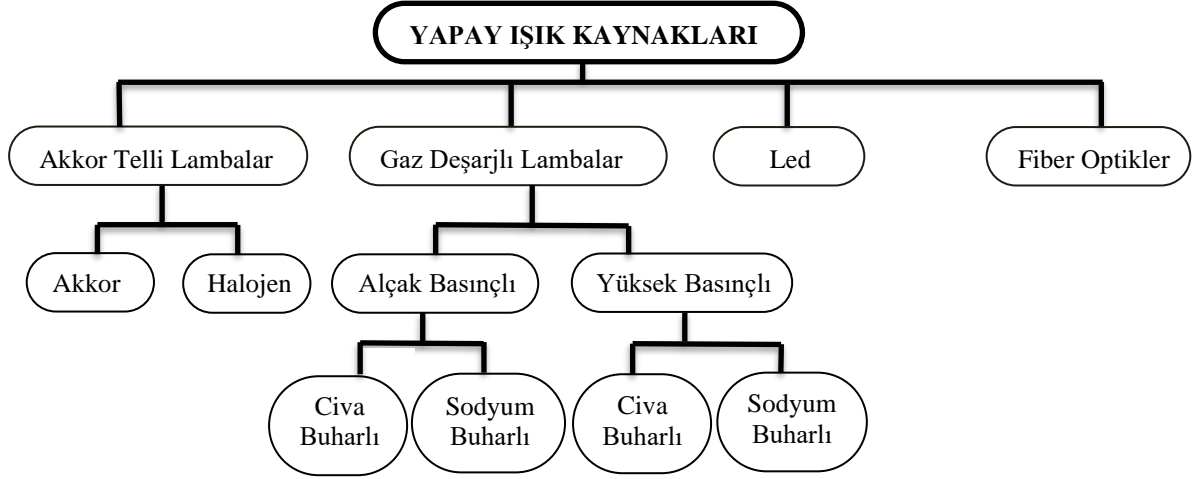 YAPAY IŞIK KAYNAKLARI
Akkor Telli Lambalar
Gaz Deşarjlı Lambalar
Led
Fiber Optikler
Akkor
Halojen
Alçak Basınçlı
Yüksek Basınçlı
Civa
Buharlı
Sodyum
Buharlı
Civa
Buharlı
Sodyum
Buharlı